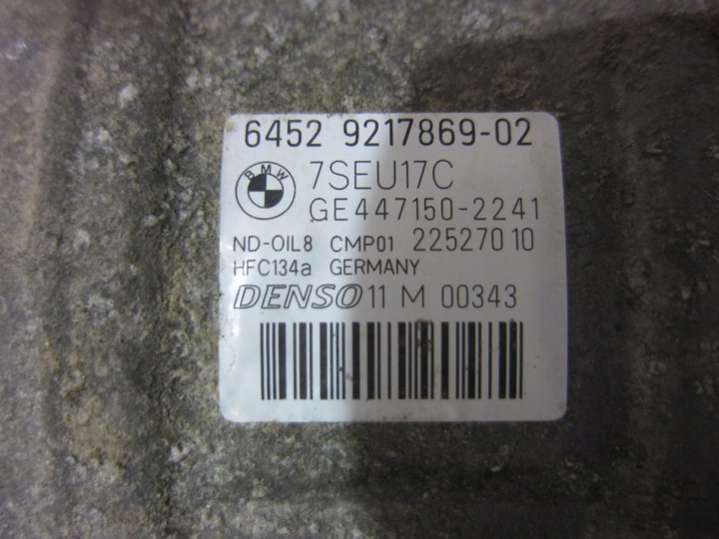 6452 9217869-02
BMW
7SEU17C
GE447150-2241
ND-OIL8 CMP01 22527010
HFC134a GERMANY
DENSO 11 M 00343